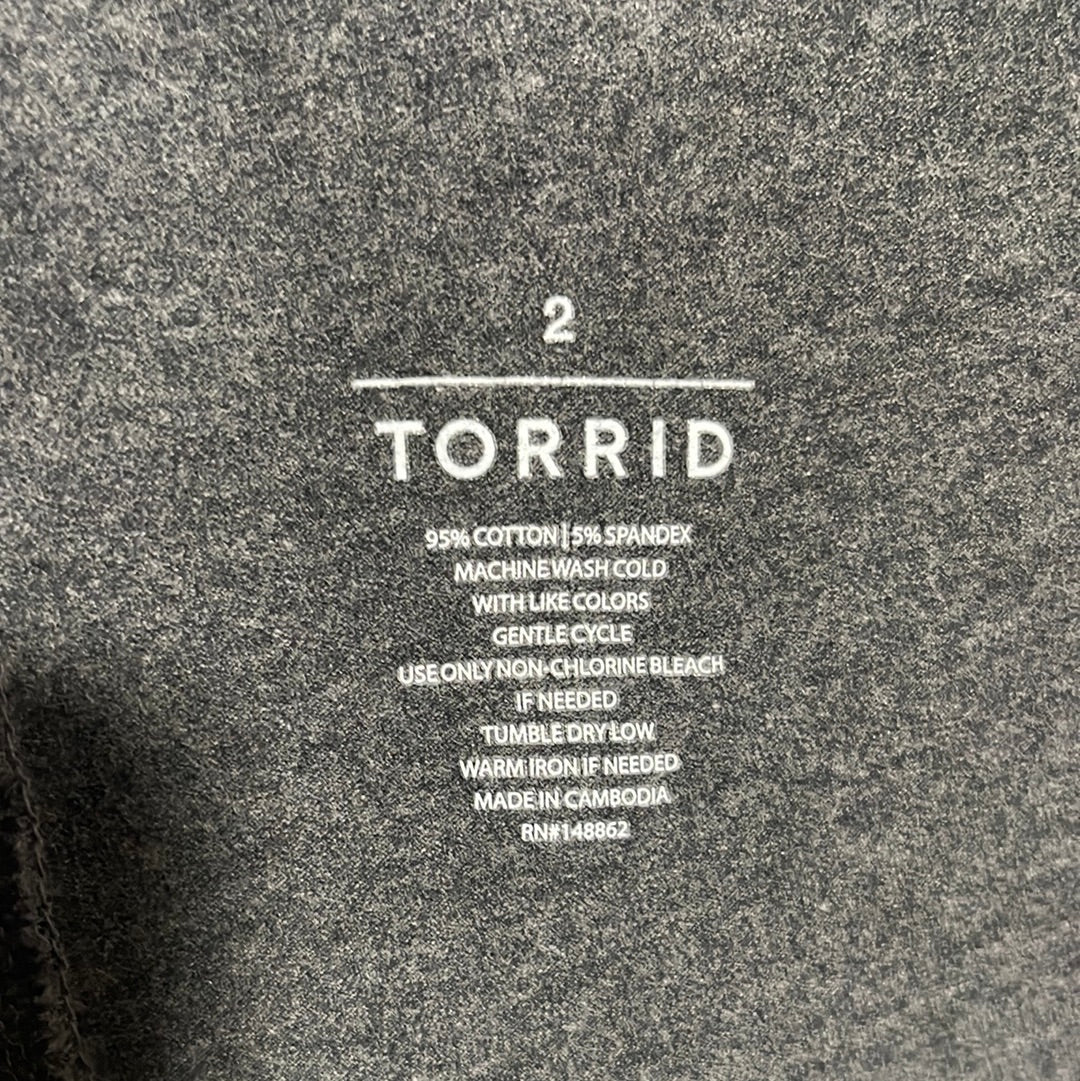 2
TORRID
95% COTTON | 5% SPANDEX
MACHINE WASH COLD
WITH LIKE COLORS
GENTLE CYCLE
USE ONLY NON-CHLORINE BLEACH
IF NEEDED
TUMBLE DRY LOW
WARM IRON IF NEEDED
MADE IN CAMBODIA
RN#148862